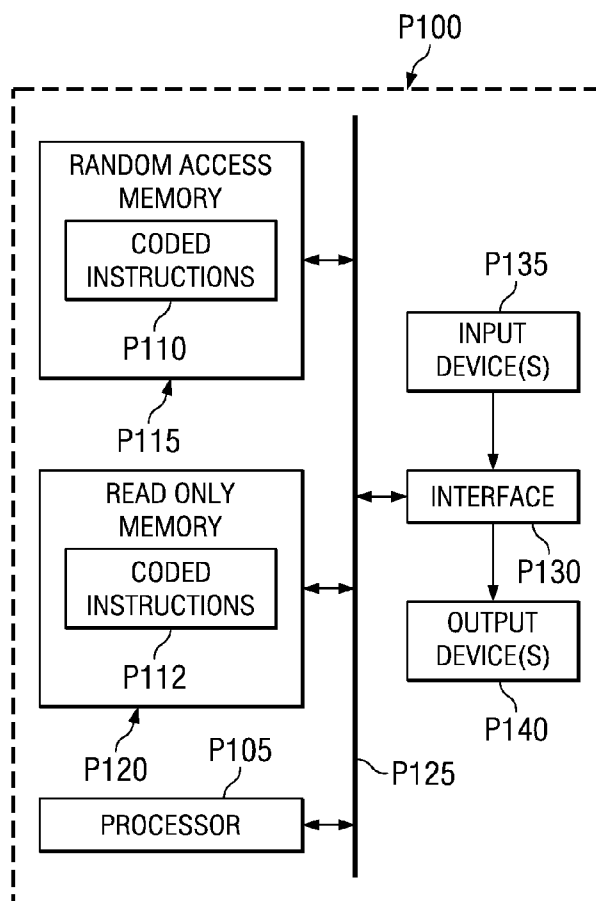 P100
RANDOM ACCESS
MEMORY
CODED
INSTRUCTIONS
P110
P115
READ ONLY
MEMORY
CODED
INSTRUCTIONS
P112
P120
P105
PROCESSOR
P125
P135
INPUT
DEVICE(S)
INTERFACE
P130
OUTPUT
DEVICE(S)
P140